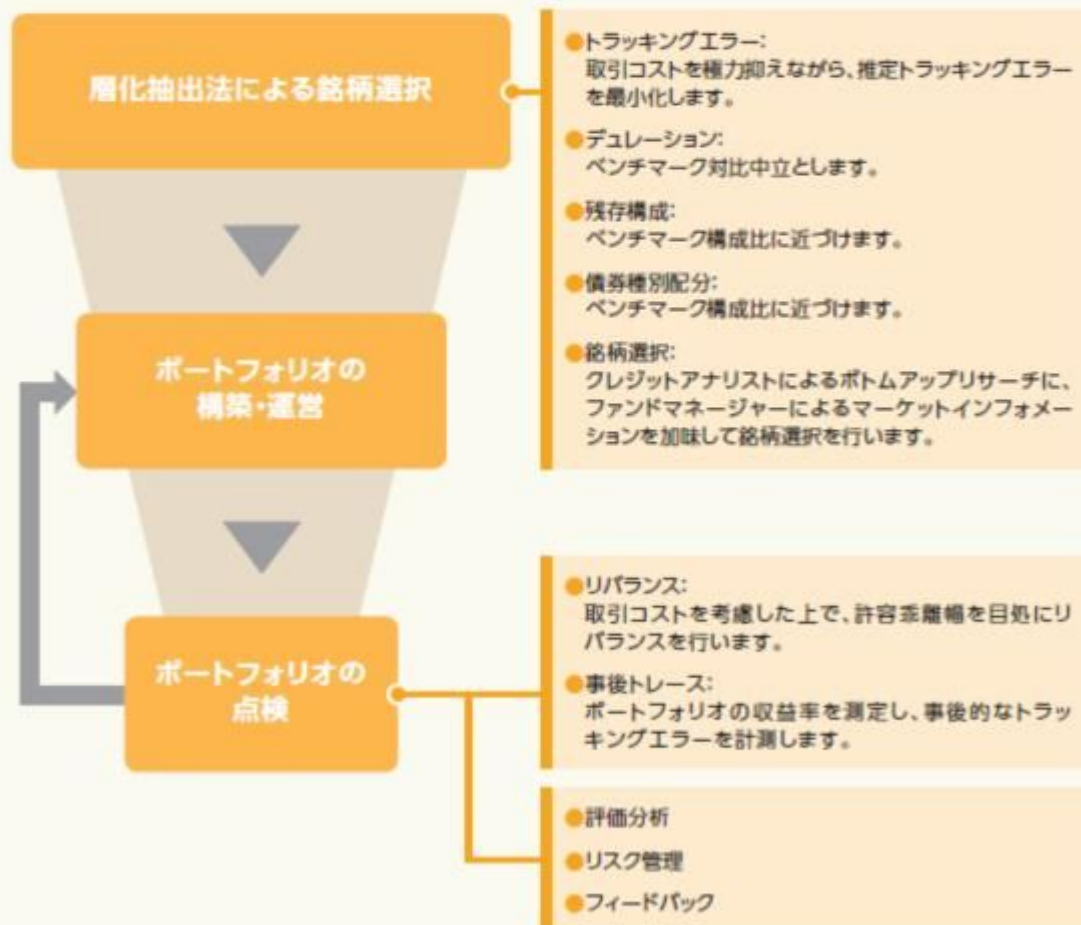 層化抽出法による銘柄選択
●トラッキングエラー:
取引コストを極力抑えながら、推定トラッキングエラー
を最小化します。
●デュレーション:
ベンチマーク対比中立とします。
●残存構成:
ベンチマーク構成比に近づけます。
●債券種別配分:
ベンチマーク構成比に近づけます。
●銘柄選択:
クレジットアナリストによるボトムアップリサーチに、
ファンドマネージャーによるマーケットインフォメー
ションを加味して銘柄選択を行います。
ポートフォリオの
構築・運営
ポートフォリオの
点検
●リバランス:
取引コストを考慮した上で、許容乖離幅を目処にリ
バランスを行います。
●事後トレース:
ポートフォリオの収益率を測定し、事後的なトラッ
キングエラーを計測します。
●評価分析
●リスク管理
●フィードバック